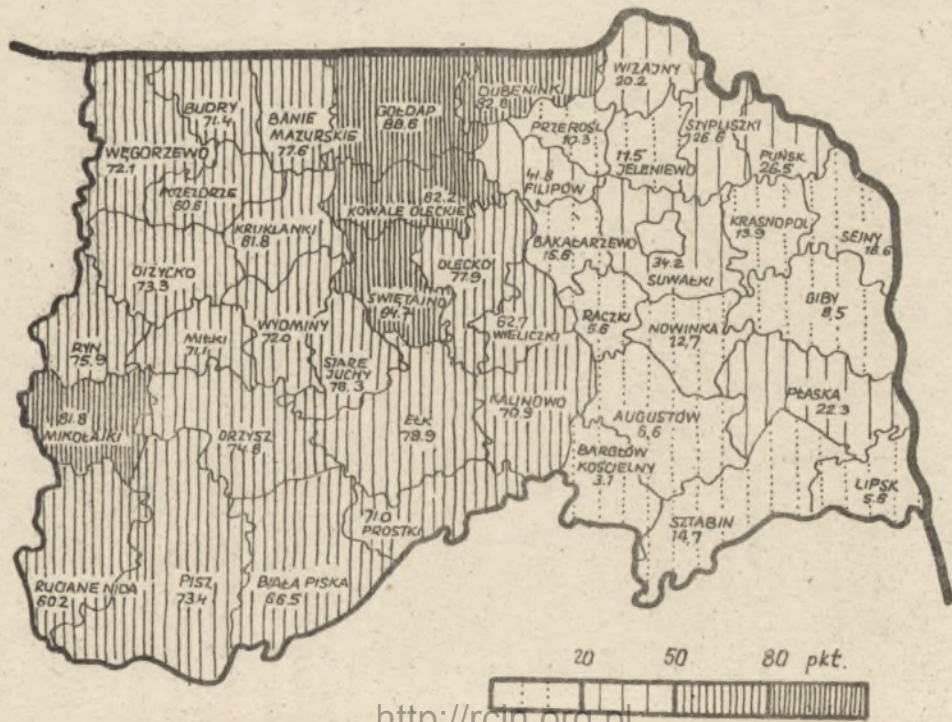 WIŻAJNY
20.2
DUBENINKI
82.8
BUDRY
71.4
GOŁDAP
88.6
BANIE
MAZURSKIE
77.6
PRZEROŚL
10.3
SZYPLISZKI
26.6
WĘGORZEWO
72.1
11.5
JELENIEWO
PUŃSK
26.5
41.8
FILIPÓW
POZEZDRZE
60.6
KOWALE OLECKIE
KRUKLANKI
61.8
KRASNOPOL
13.9
SEJNY
18.6
BAKAŁARZEWO
15.6
OLECKO
77.9
34.2
SUWAŁKI
GIŻYCKO
73.3
GIBY
8,5
ŚWIĘTAJNO
RACZKI
5.6
NOWINKA
12,7
62.7
WIELICZKI
WYDMINY
72.0
MIŁKI
71.1
RYN
75.9
STARE
JUCHY
78.3
PŁASKA
22.3
KALINOWO
70.9
81.8
MIKOŁAJKI
EŁK
78.9
AUGUSTÓW
6,6
ORZYSZ
74.8
BARGŁÓW
KOŚCIELNY
3.1
LIPSK
5.6
71.0
PROSTKI
SZTABIN
14,7
RUCIANE NIDA
60.2
PISZ
73.4
BIAŁA PISKA
66.5
20 50 80 pkt.
http://rcin.org.pl